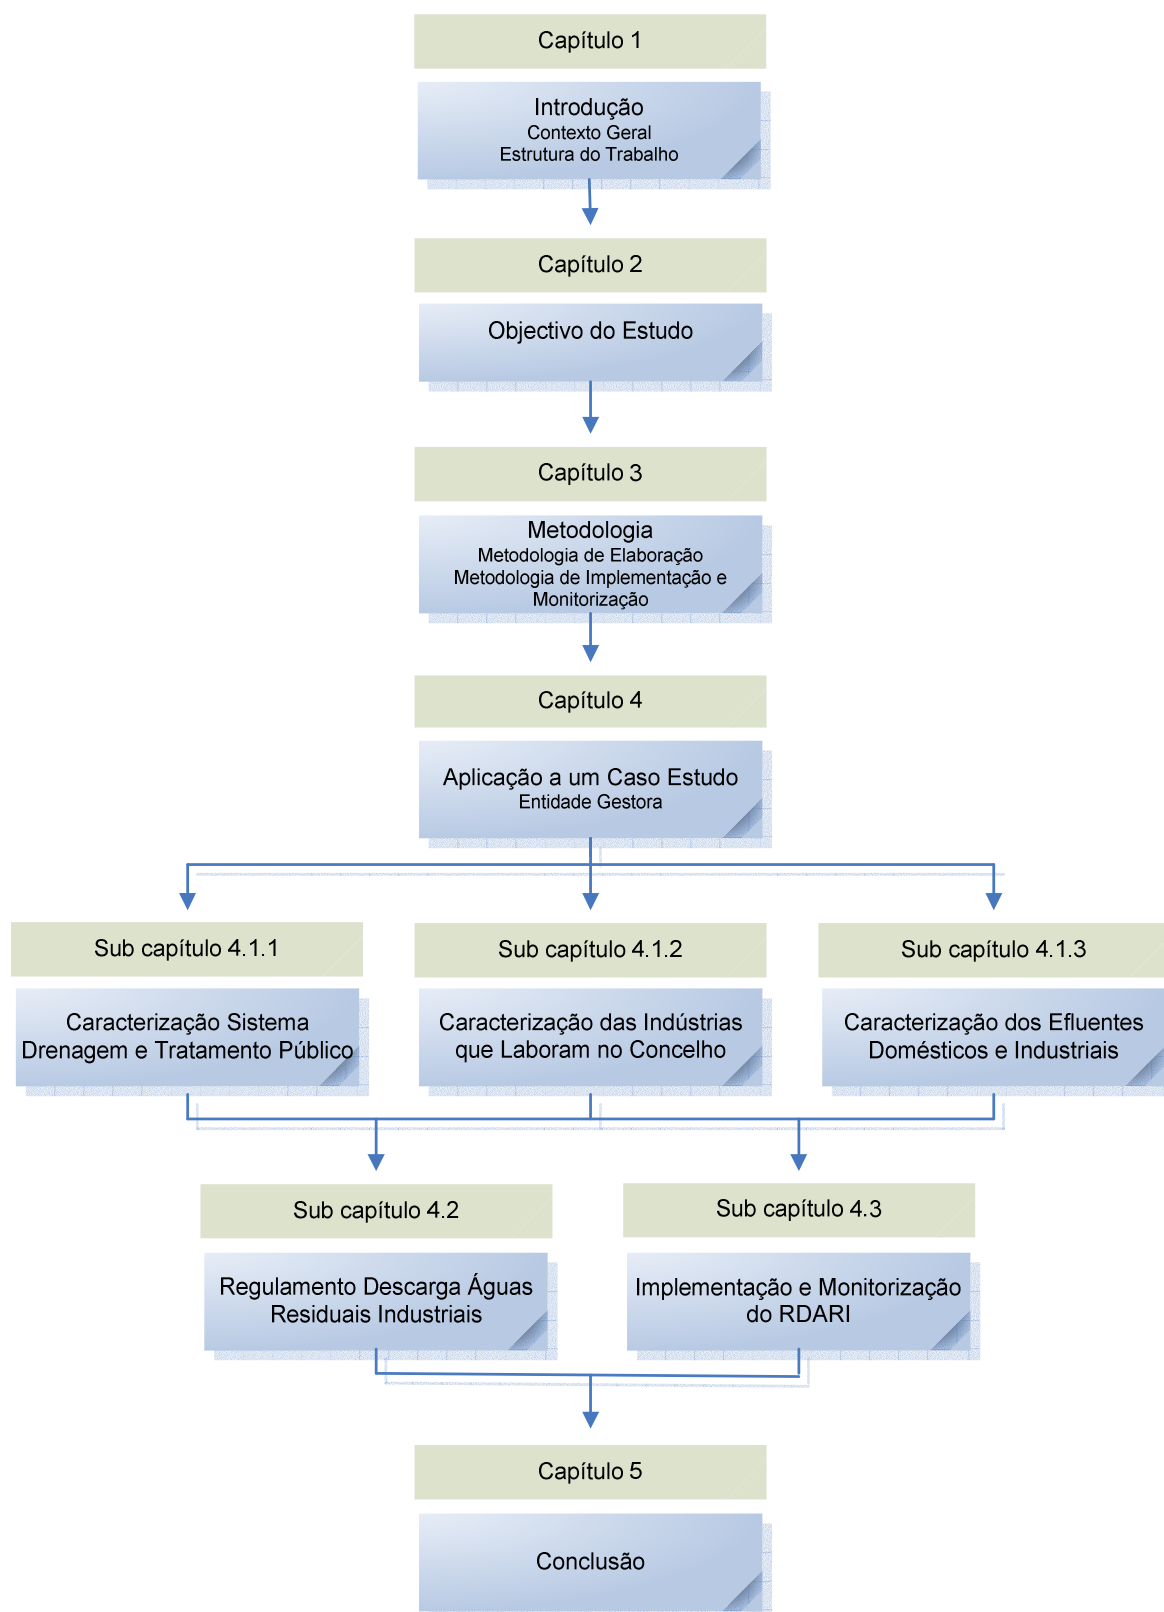 Capítulo 1
Introdução
Contexto Geral
Estrutura do Trabalho
Capítulo 2
Objectivo do Estudo
Capítulo 3
Metodologia
Metodologia de Elaboração
Metodologia de Implementação e
Monitorização
Capítulo 4
Aplicação a um Caso Estudo
Entidade Gestora
Sub capítulo 4.1.1
Caracterização Sistema
Drenagem e Tratamento Público
Sub capítulo 4.1.2
Caracterização das Indústrias
que Laboram no Concelho
Sub capítulo 4.1.3
Caracterização dos Efluentes
Domésticos e Industriais
Sub capítulo 4.2
Regulamento Descarga Águas
Residuais Industriais
Sub capítulo 4.3
Implementação e Monitorização
do RDARI
Capítulo 5
Conclusão